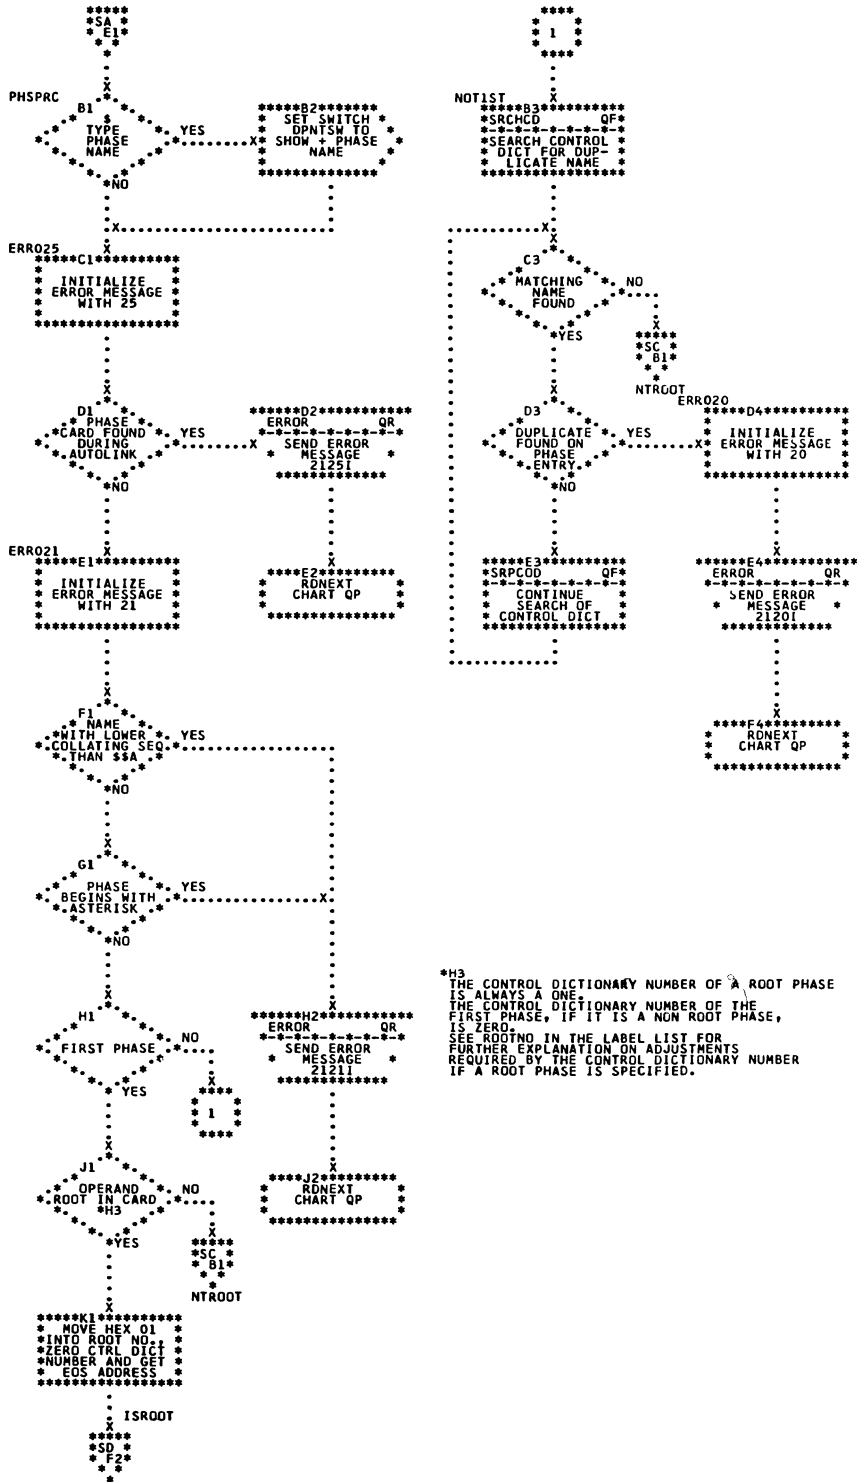 SA
E1
PHSPRC
B1
$
TYPE
PHASE
NAME
YES
NO
B2
SET SWITCH
DPNTSW TO
SHOW + PHASE
NAME
ERR025
C1
INITIALIZE
ERROR MESSAGE
WITH 25
D1
PHASE
CARD FOUND
DURING
AUTOLINK
YES
NO
D2
ERROR QR
SEND ERROR
MESSAGE
2125I
E2
RDNEXT
CHART QP
ERR021
E1
INITIALIZE
ERROR MESSAGE
WITH 21
F1
NAME
WITH LOWER
COLLATING SEQ
THAN $$A
YES
NO
G1
PHASE
BEGINS WITH
ASTERISK
YES
NO
H1
FIRST PHASE
NO
YES
1
H2
ERROR QR
SEND ERROR
MESSAGE
2121I
J2
RDNEXT
CHART QP
J1
OPERAND
ROOT IN CARD
*H3
NO
YES
SC
B1
NTROOT
K1
MOVE HEX 01
INTO ROOT NO.,
ZERO CTRL DICT
NUMBER AND GET
EOS ADDRESS
ISROOT
SD
F2
1
NOT1ST
B3
SRCHCD QF
SEARCH CONTROL
DICT FOR DUP-
LICATE NAME
C3
MATCHING
NAME
FOUND
NO
YES
SC
B1
NTROOT
D3
DUPLICATE
FOUND ON
PHASE
ENTRY
YES
NO
ERR020
D4
INITIALIZE
ERROR MESSAGE
WITH 20
E3
SRPCOD QF
CONTINUE
SEARCH OF
CONTROL DICT
E4
ERROR QR
SEND ERROR
MESSAGE
2120I
F4
RDNEXT
CHART QP
*H3
THE CONTROL DICTIONARY NUMBER OF A ROOT PHASE
IS ALWAYS A ONE.
THE CONTROL DICTIONARY NUMBER OF THE
FIRST PHASE, IF IT IS A NON ROOT PHASE,
IS ZERO.
SEE ROOTNO IN THE LABEL LIST FOR
FURTHER EXPLANATION ON ADJUSTMENTS
REQUIRED BY THE CONTROL DICTIONARY NUMBER
IF A ROOT PHASE IS SPECIFIED.